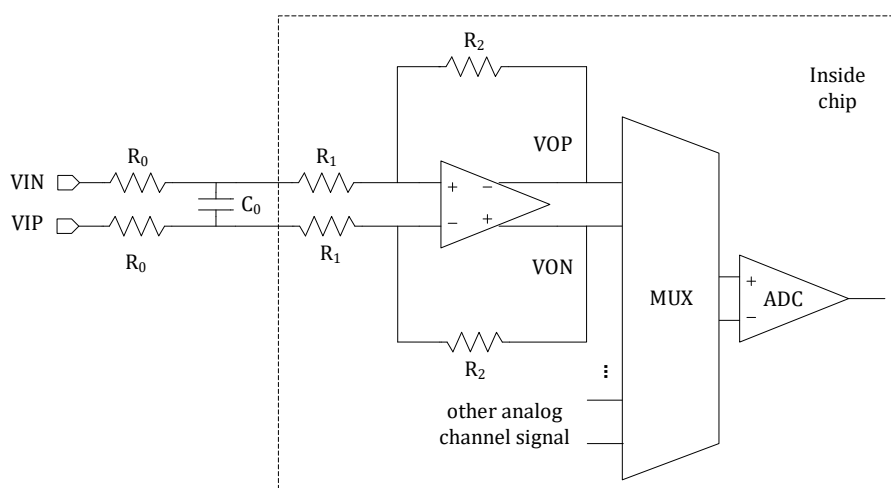 R₂
Inside
chip
VOP
R₀
R₁
VIN
+
−
C₀
VIP
−
+
R₀
R₁
VON
MUX
+
ADC
−
R₂
⋮
other analog
channel signal